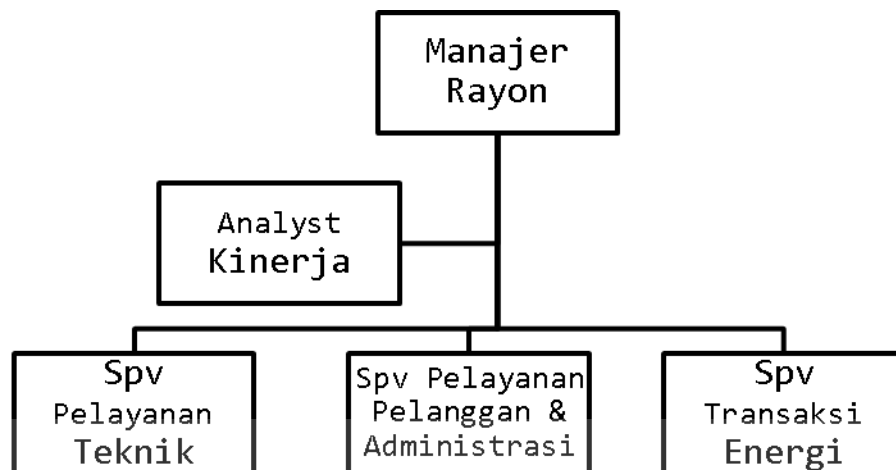 Manajer
Rayon
Analyst
Kinerja
Spv
Pelayanan
Teknik
Spv Pelayanan
Pelanggan &
Administrasi
Spv
Transaksi
Energi